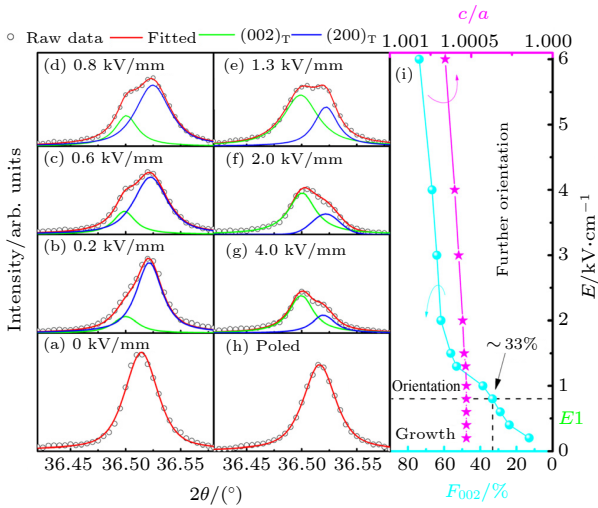 Raw data Fitted (002)T (200)T
c/a
1.001 1.0005 1.000
(d) 0.8 kV/mm
(e) 1.3 kV/mm
(i)
(c) 0.6 kV/mm
(f) 2.0 kV/mm
(b) 0.2 kV/mm
(g) 4.0 kV/mm
(a) 0 kV/mm
(h) Poled
Intensity/arb. units
36.45 36.50 36.55 36.45 36.50 36.55
2θ/(°)
Further orientation
~33%
Orientation
Growth
E1
6
5
4
3
2
1
0
E/kV·cm−1
80 60 40 20 0
F002/%